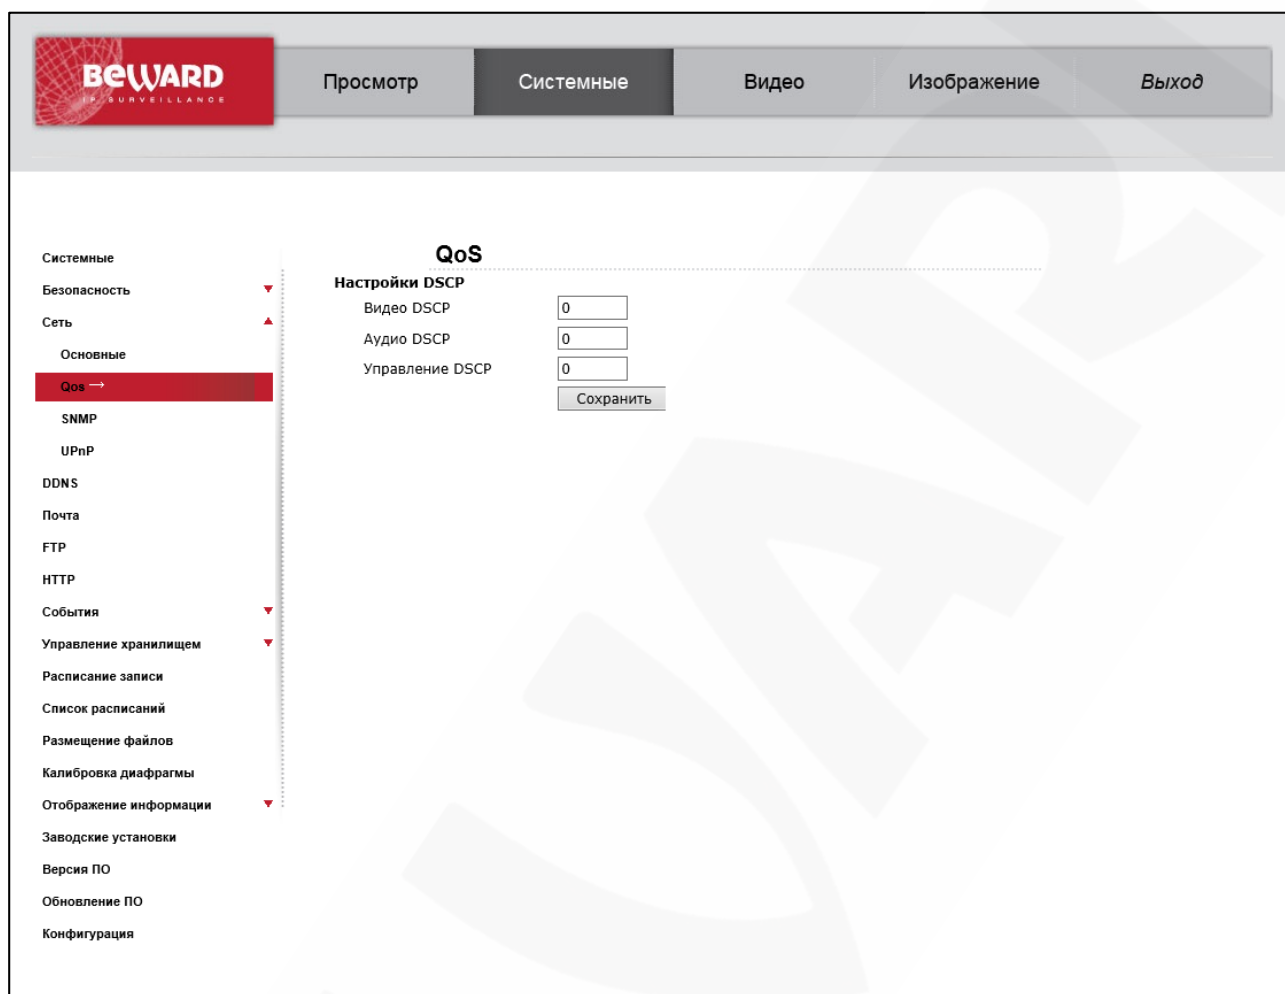 BEWARD
IP SURVEILLANCE
Просмотр
Системные
Видео
Изображение
Выход
Системные
Безопасность
Сеть
Основные
Qos →
SNMP
UPnP
DDNS
Почта
FTP
HTTP
События
Управление хранилищем
Расписание записи
Список расписаний
Размещение файлов
Калибровка диафрагмы
Отображение информации
Заводские установки
Версия ПО
Обновление ПО
Конфигурация
QoS
Настройки DSCP
Видео DSCP 0
Аудио DSCP 0
Управление DSCP 0
Сохранить